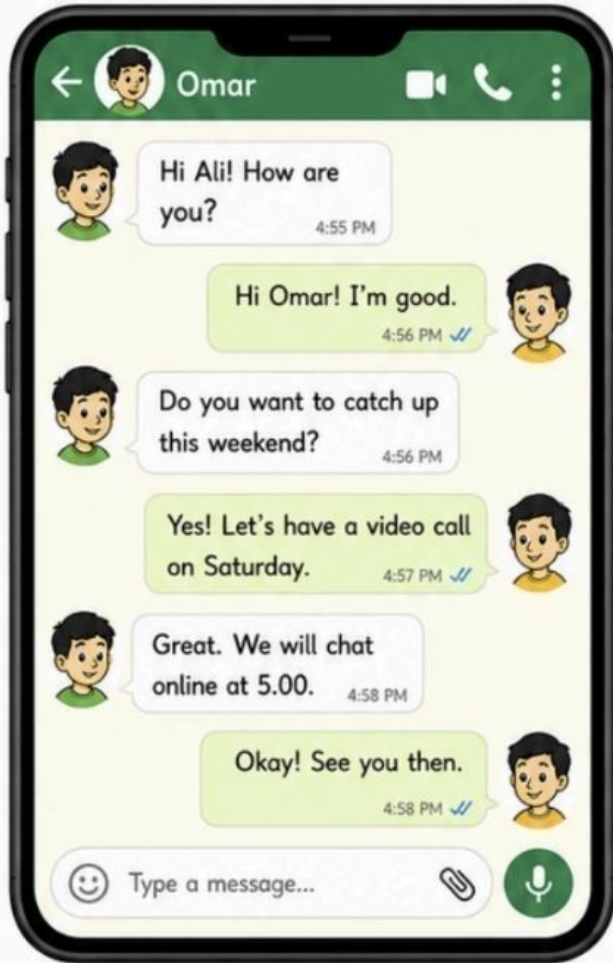 Omar
Hi Ali! How are
you?
4:55 PM
Hi Omar! I'm good.
4:56 PM
Do you want to catch up
this weekend?
4:56 PM
Yes! Let's have a video call
on Saturday.
4:57 PM
Great. We will chat
online at 5.00.
4:58 PM
Okay! See you then.
4:58 PM
Type a message...